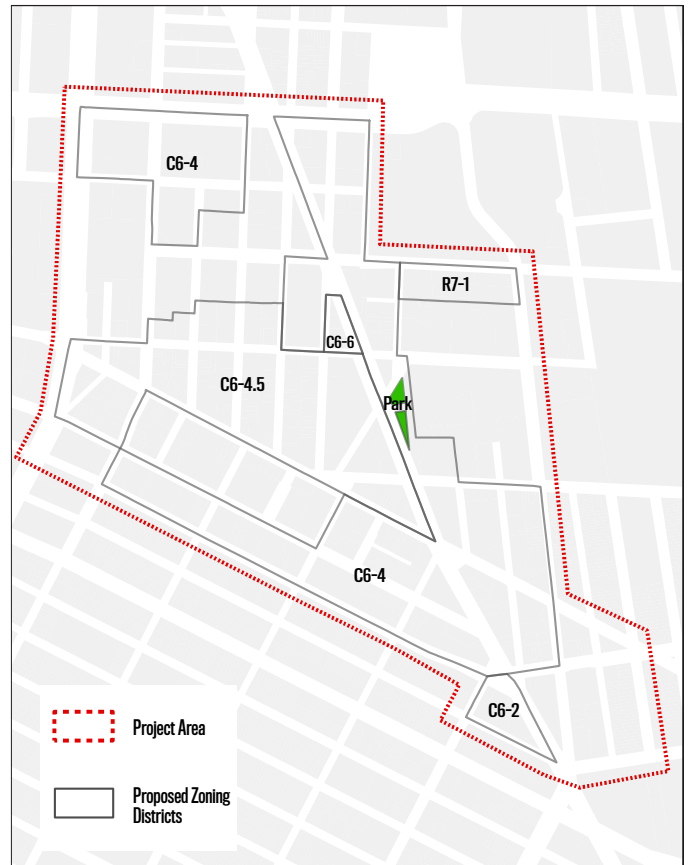 C6-4
R7-1
C6-6
C6-4.5
Park
C6-4
C6-2
Project Area
Proposed Zoning
Districts